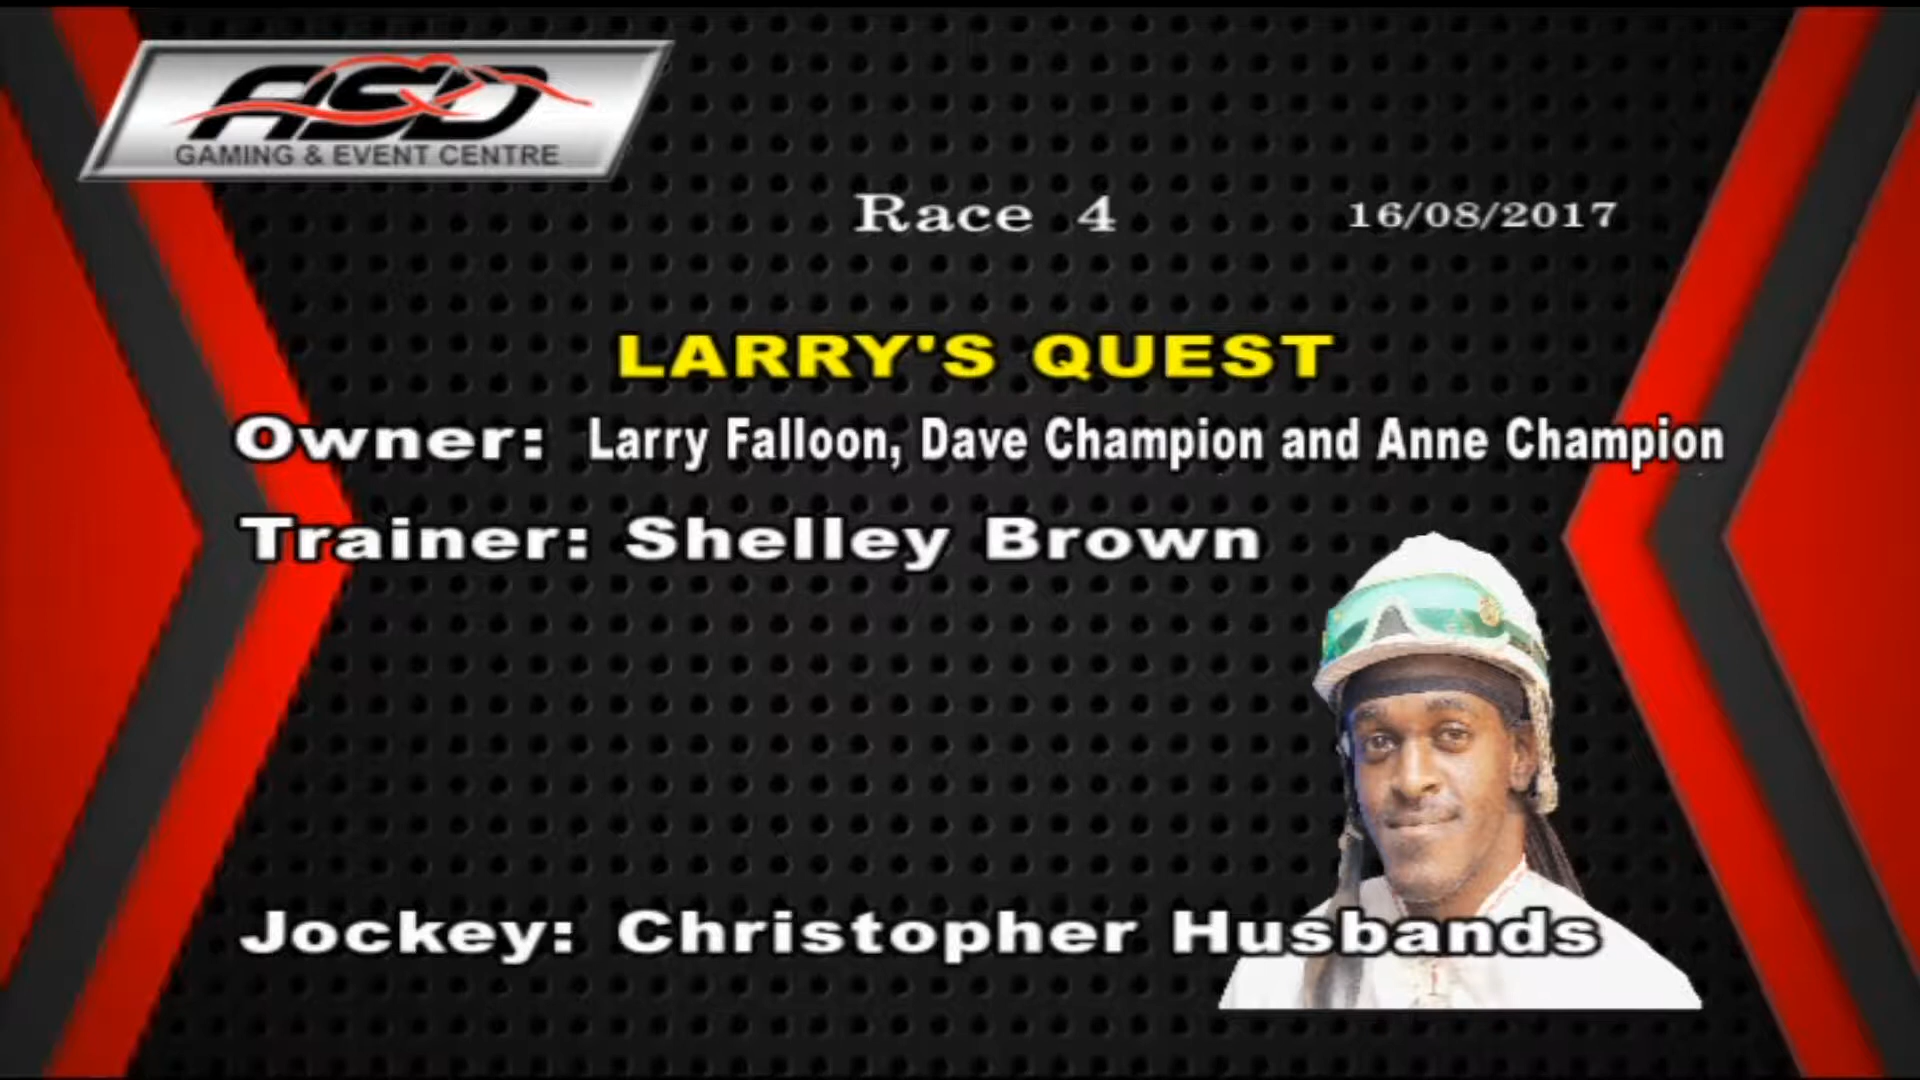 ASD
GAMING & EVENT CENTRE
Race 4 16/08/2017
LARRY'S QUEST
Owner: Larry Falloon, Dave Champion and Anne Champion
Trainer: Shelley Brown
Jockey: Christopher Husbands